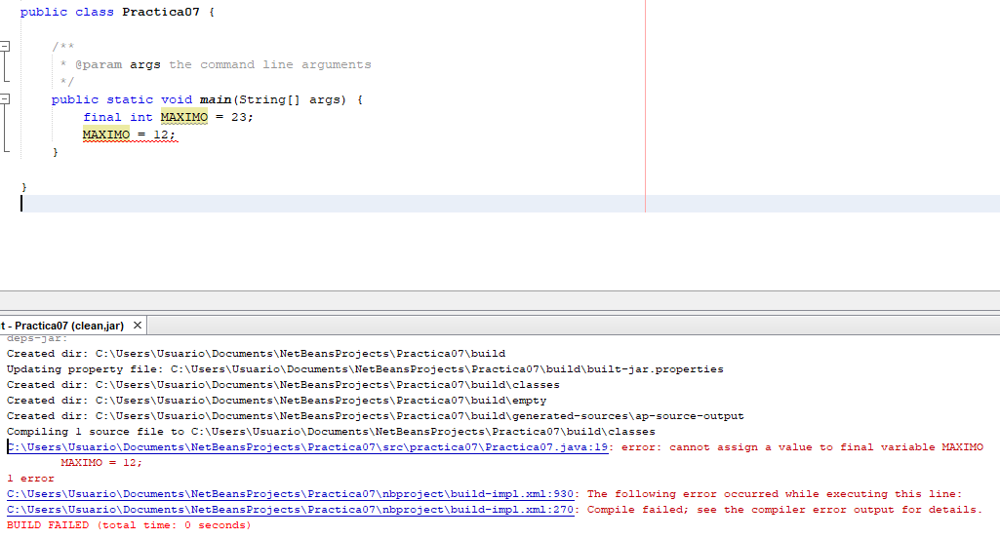 public class Practica07 {
/**
* @param args the command line arguments
*/
public static void main(String[] args) {
final int MAXIMO = 23;
MAXIMO = 12;
}
}
t - Practica07 (clean,jar) ×
deps-jar:
Created dir: C:\Users\Usuario\Documents\NetBeansProjects\Practica07\build
Updating property file: C:\Users\Usuario\Documents\NetBeansProjects\Practica07\build\built-jar.properties
Created dir: C:\Users\Usuario\Documents\NetBeansProjects\Practica07\build\classes
Created dir: C:\Users\Usuario\Documents\NetBeansProjects\Practica07\build\empty
Created dir: C:\Users\Usuario\Documents\NetBeansProjects\Practica07\build\generated-sources\ap-source-output
Compiling 1 source file to C:\Users\Usuario\Documents\NetBeansProjects\Practica07\build\classes
C:\Users\Usuario\Documents\NetBeansProjects\Practica07\src\practica07\Practica07.java:19: error: cannot assign a value to final variable MAXIMO
MAXIMO = 12;
1 error
C:\Users\Usuario\Documents\NetBeansProjects\Practica07\nbproject\build-impl.xml:930: The following error occurred while executing this line:
C:\Users\Usuario\Documents\NetBeansProjects\Practica07\nbproject\build-impl.xml:270: Compile failed; see the compiler error output for details.
BUILD FAILED (total time: 0 seconds)